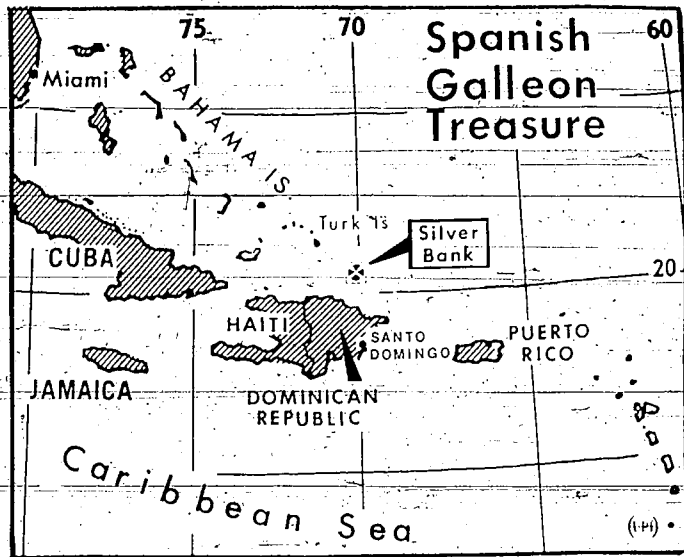 75
70
60
Spanish
Galleon
Treasure
Miami
BAHAMA IS
Turk Is
Silver
Bank
20
CUBA
HAITI
SANTO
DOMINGO
PUERTO
RICO
JAMAICA
DOMINICAN
REPUBLIC
Caribbean Sea
(UPI)